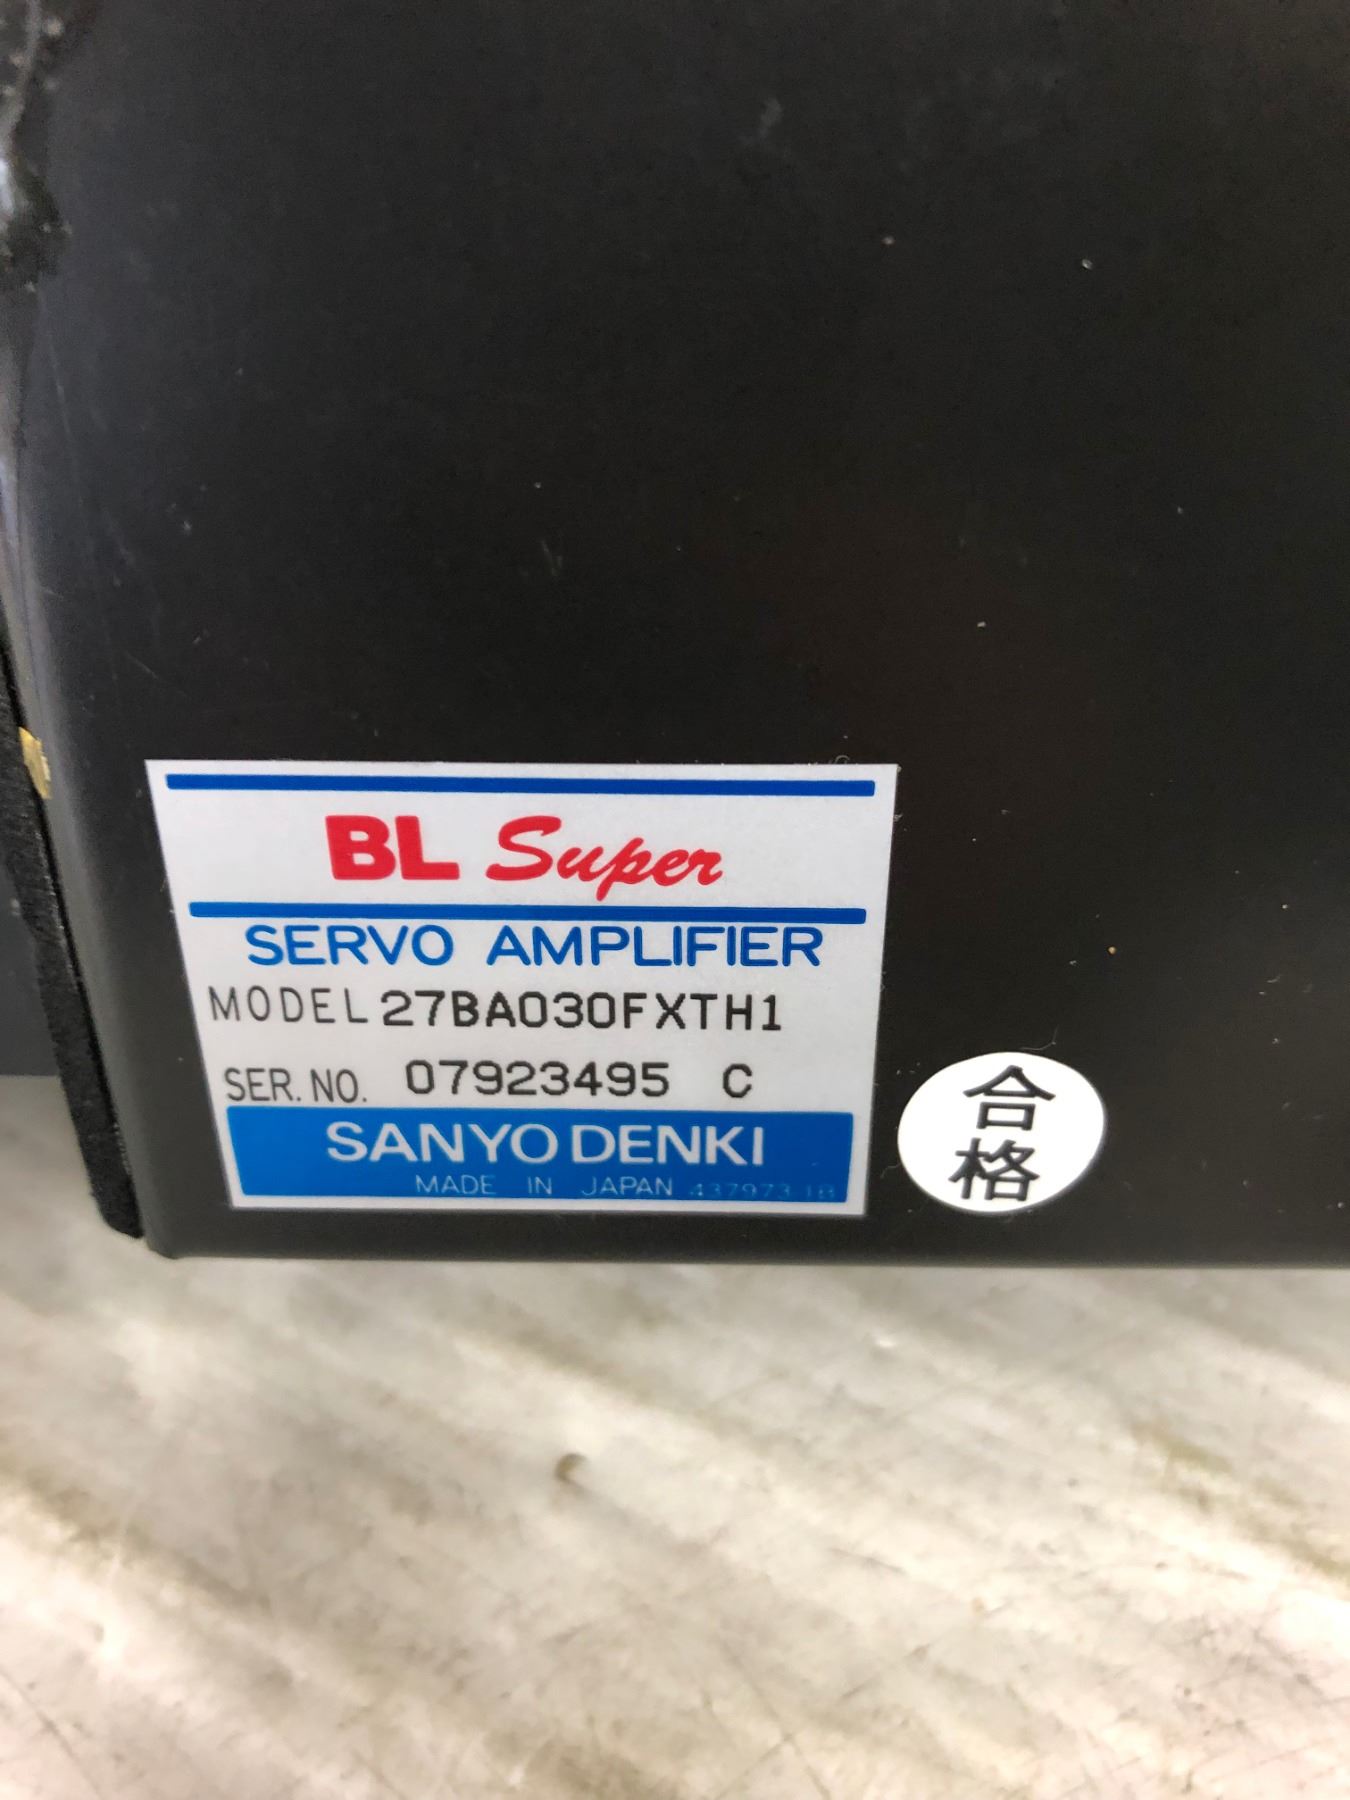 BL Super
SERVO AMPLIFIER
MODEL 27BA030FXTH1
SER. NO. 07923495 C
SANYO DENKI
MADE IN JAPAN
合格